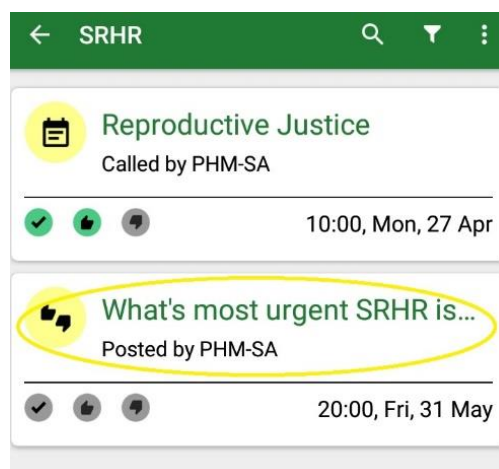 SRHR
Reproductive Justice
Called by PHM-SA
10:00, Mon, 27 Apr
What's most urgent SRHR is...
Posted by PHM-SA
20:00, Fri, 31 May